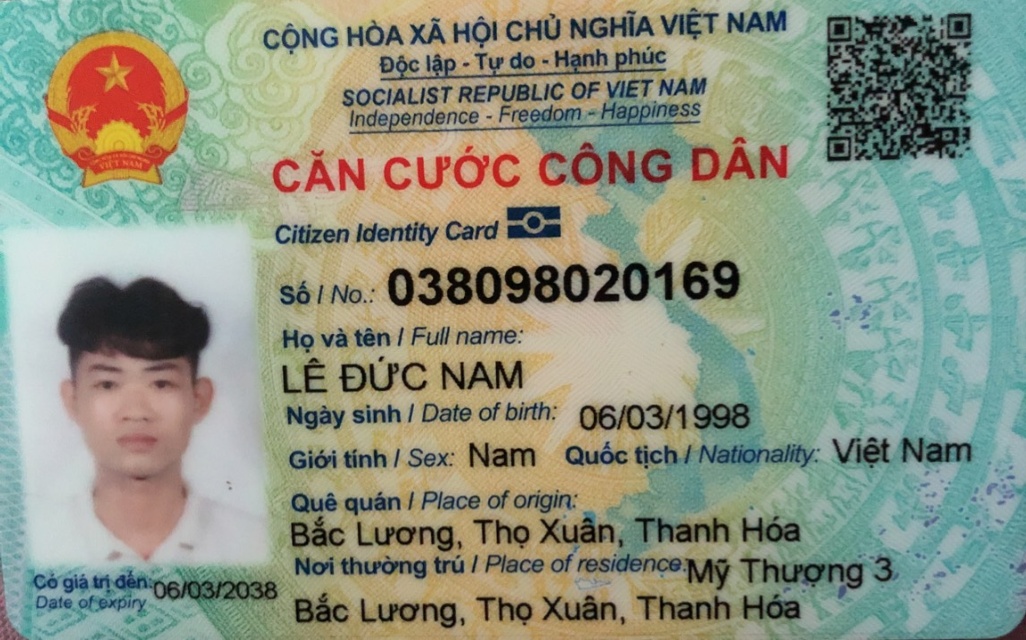 CỘNG HÒA XÃ HỘI CHỦ NGHĨA VIỆT NAM
Độc lập - Tự do - Hạnh phúc
SOCIALIST REPUBLIC OF VIET NAM
Independence - Freedom - Happiness
CĂN CƯỚC CÔNG DÂN
Citizen Identity Card
Số / No.: 038098020169
Họ và tên / Full name:
LÊ ĐỨC NAM
Ngày sinh / Date of birth: 06/03/1998
Giới tính / Sex: Nam Quốc tịch / Nationality: Việt Nam
Quê quán / Place of origin:
Bắc Lương, Thọ Xuân, Thanh Hóa
Nơi thường trú / Place of residence: Mỹ Thượng 3
Bắc Lương, Thọ Xuân, Thanh Hóa
Có giá trị đến: 06/03/2038
Date of expiry